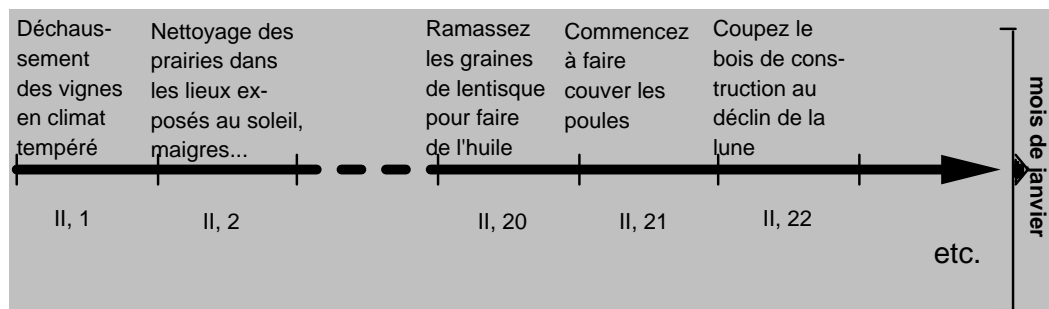 Déchaus-
sement
des vignes
en climat
tempéré
Nettoyage des
prairies dans
les lieux ex-
posés au soleil,
maigres...
Ramassez
les graines
de lentisque
pour faire
de l'huile
Commencez
à faire
couver les
poules
Coupez le
bois de cons-
truction au
déclin de la
lune
mois de janvier
II, 1
II, 2
II, 20
II, 21
II, 22
etc.